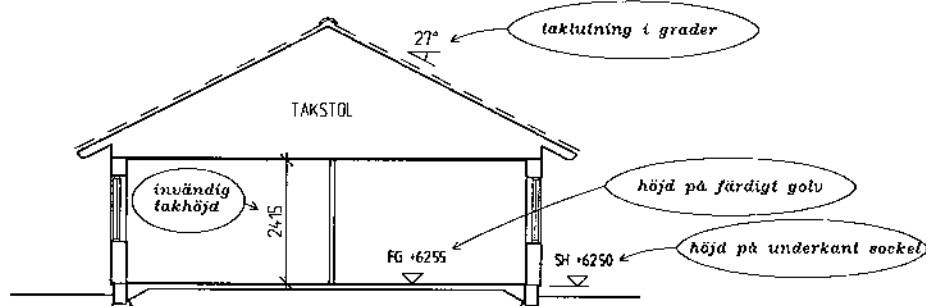 taklutning i grader
27°
TAKSTOL
invändig
takhöjd
2415
höjd på färdigt golv
FG +6255
SH +6250
höjd på underkant sockel